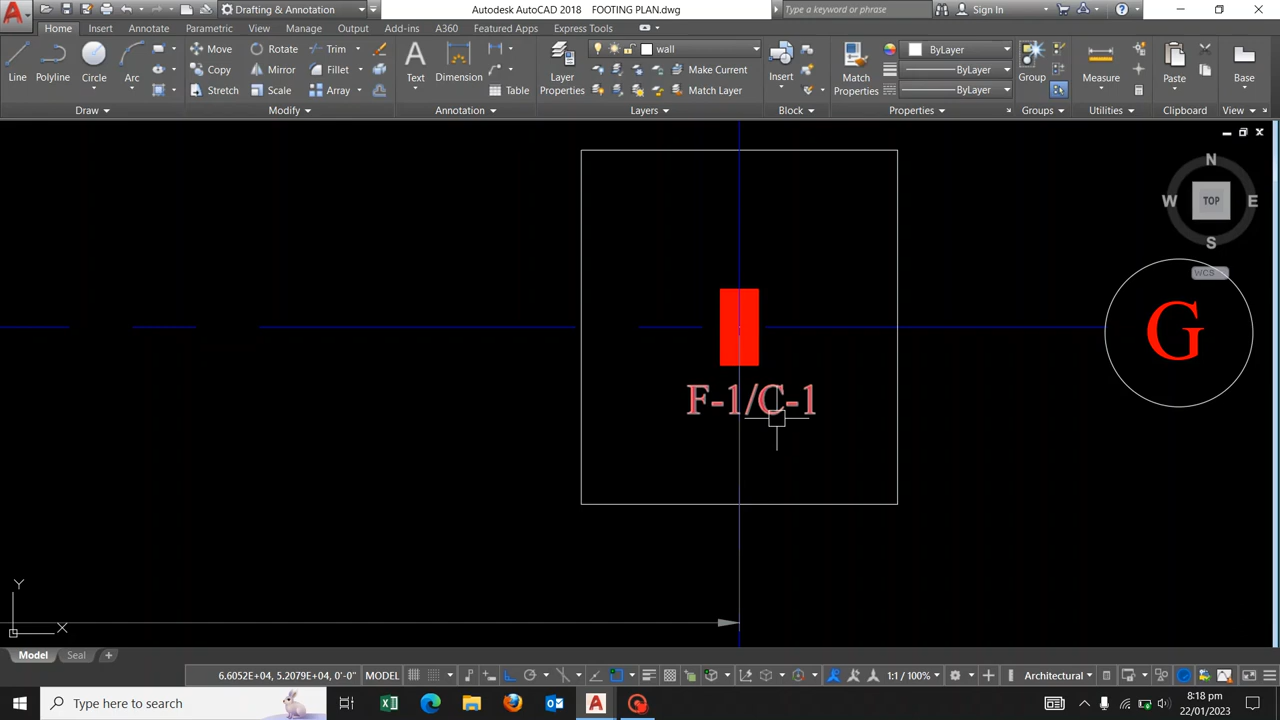 Drafting & Annotation
Autodesk AutoCAD 2018 FOOTING PLAN.dwg
Type a keyword or phrase
Sign In
Home Insert Annotate Parametric View Manage Output Add-ins A360 Featured Apps Express Tools
Line
Polyline
Circle
Arc
Move
Rotate
Trim
Copy
Mirror
Fillet
Stretch
Scale
Array
Text
Dimension
Table
Layer
Properties
wall
Make Current
Match Layer
Insert
Match
Properties
ByLayer
ByLayer
ByLayer
Group
Measure
Paste
Base
Draw
Modify
Annotation
Layers
Block
Properties
Groups
Utilities
Clipboard
View
N
W
TOP
E
S
WCS
G
F-1/C-1
Y
X
Model
Seal
6.6052E+04, 5.2079E+04, 0'-0"
MODEL
1:1 / 100%
Architectural
Type here to search
8:18 pm
22/01/2023